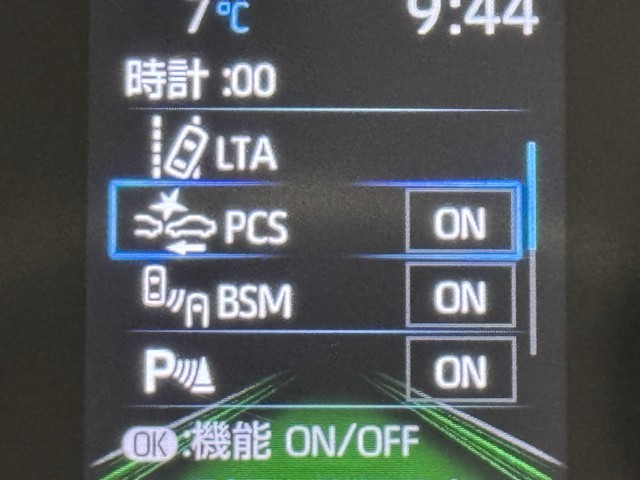 7℃ 9:44
時計 :00
LTA
PCS ON
BSM ON
P ON
OK :機能 ON/OFF